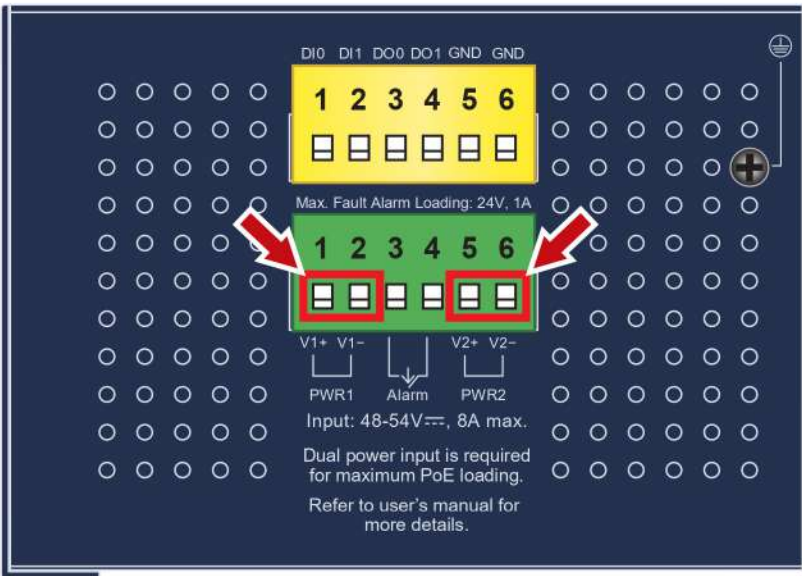 DI0 DI1 DO0 DO1 GND GND
1 2 3 4 5 6
Max. Fault Alarm Loading: 24V, 1A
1 2 3 4 5 6
V1+ V1− V2+ V2−
PWR1 Alarm PWR2
Input: 48-54V⎓, 8A max.
Dual power input is required
for maximum PoE loading.
Refer to user's manual for
more details.